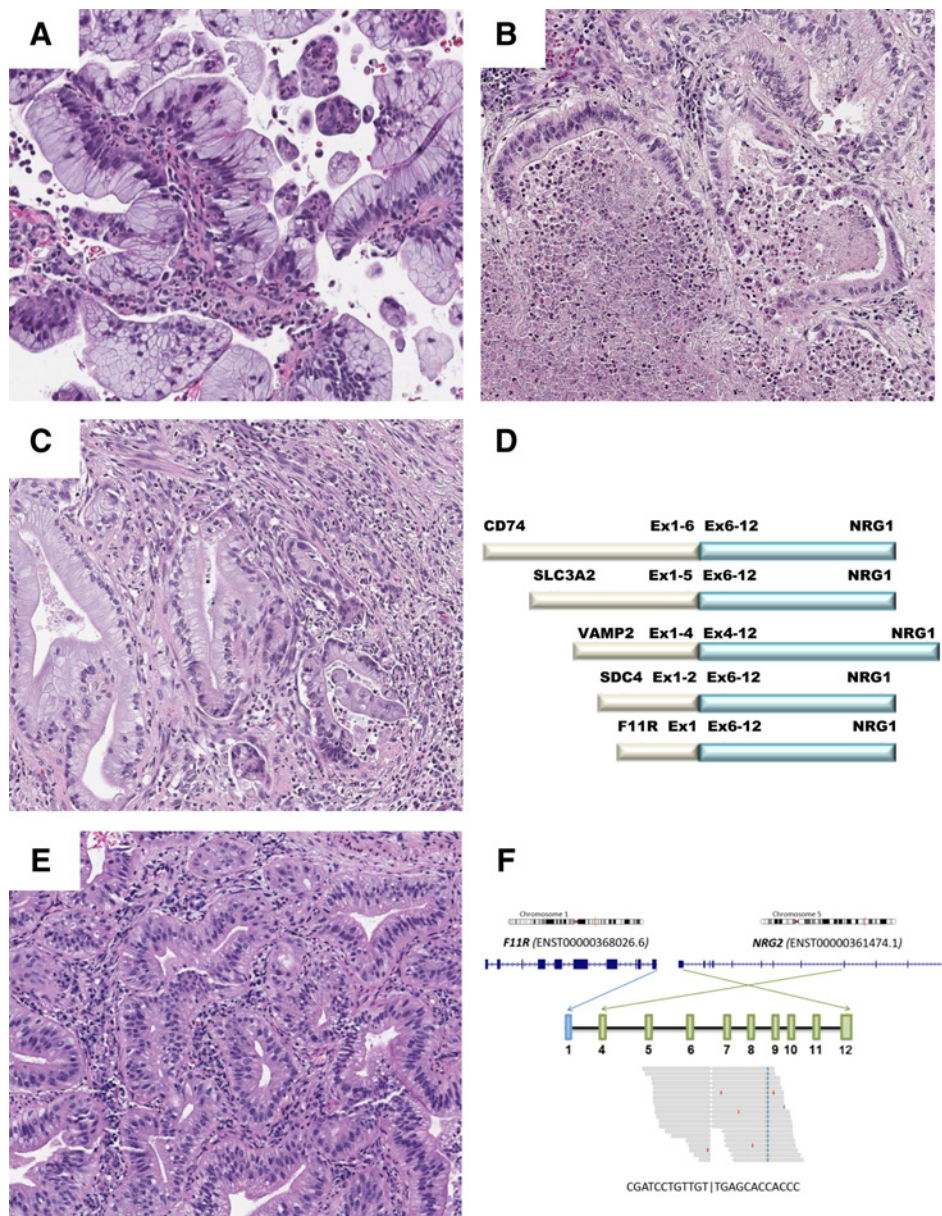 A
B
C
D
CD74 Ex1-6 Ex6-12 NRG1
SLC3A2 Ex1-5 Ex6-12 NRG1
VAMP2 Ex1-4 Ex4-12 NRG1
SDC4 Ex1-2 Ex6-12 NRG1
F11R Ex1 Ex6-12 NRG1
E
F
Chromosome 1 Chromosome 5
F11R (ENST00000368026.6) NRG2 (ENST00000361474.1)
1 4 5 6 7 8 9 10 11 12
CGATCCTGTTGT|TGAGCACCACCC